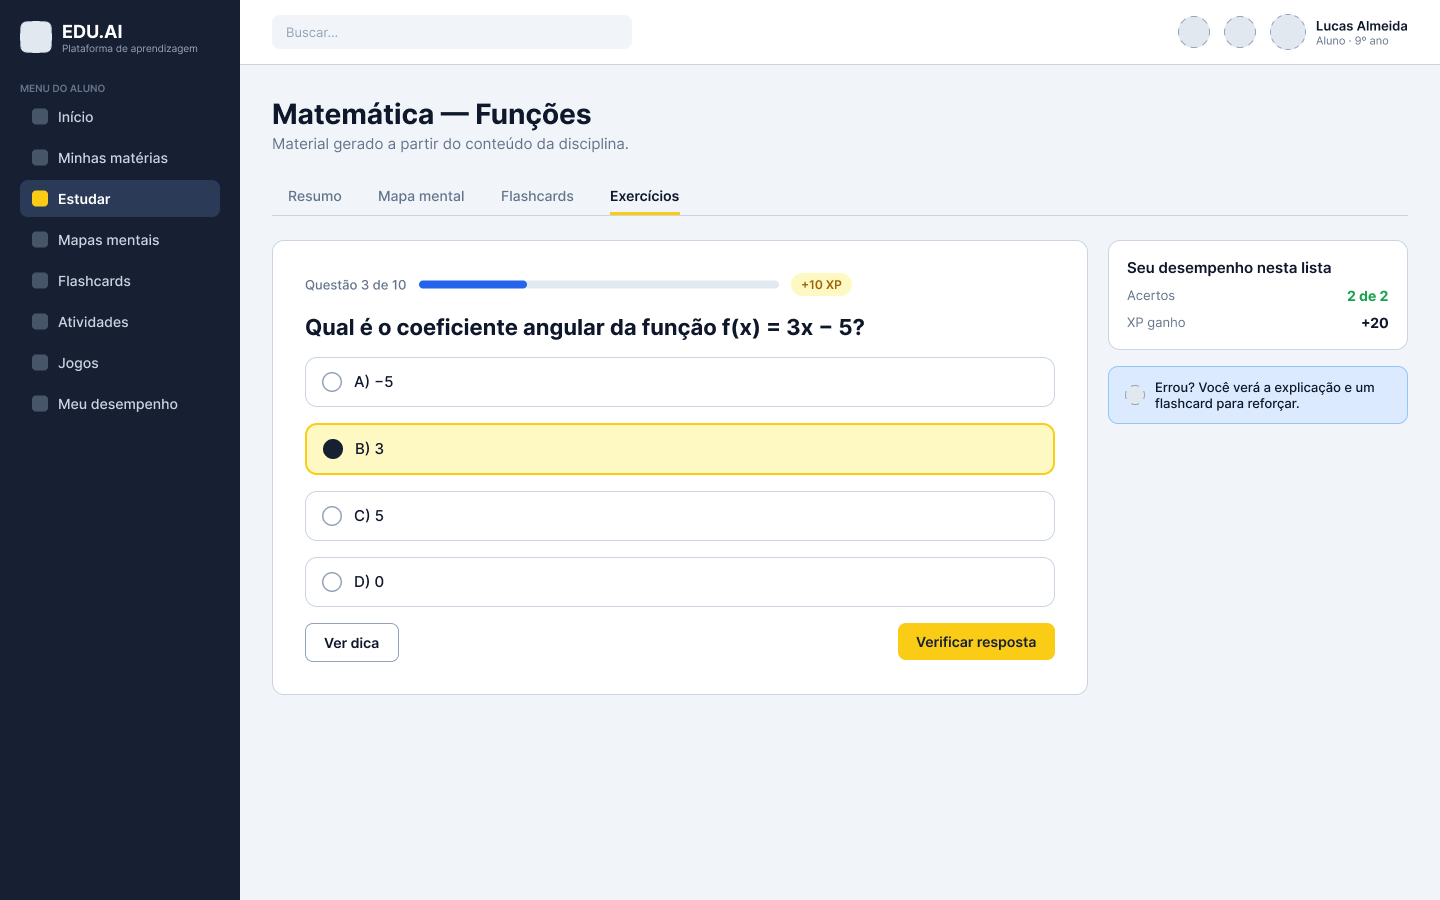 EDU.AI
Plataforma de aprendizagem
MENU DO ALUNO
Início
Minhas matérias
Estudar
Mapas mentais
Flashcards
Atividades
Jogos
Meu desempenho
Buscar...
Lucas Almeida
Aluno · 9º ano
Matemática — Funções
Material gerado a partir do conteúdo da disciplina.
Resumo
Mapa mental
Flashcards
Exercícios
Questão 3 de 10
+10 XP
Qual é o coeficiente angular da função f(x) = 3x − 5?
A) −5
B) 3
C) 5
D) 0
Ver dica
Verificar resposta
Seu desempenho nesta lista
Acertos
2 de 2
XP ganho
+20
Errou? Você verá a explicação e um
flashcard para reforçar.